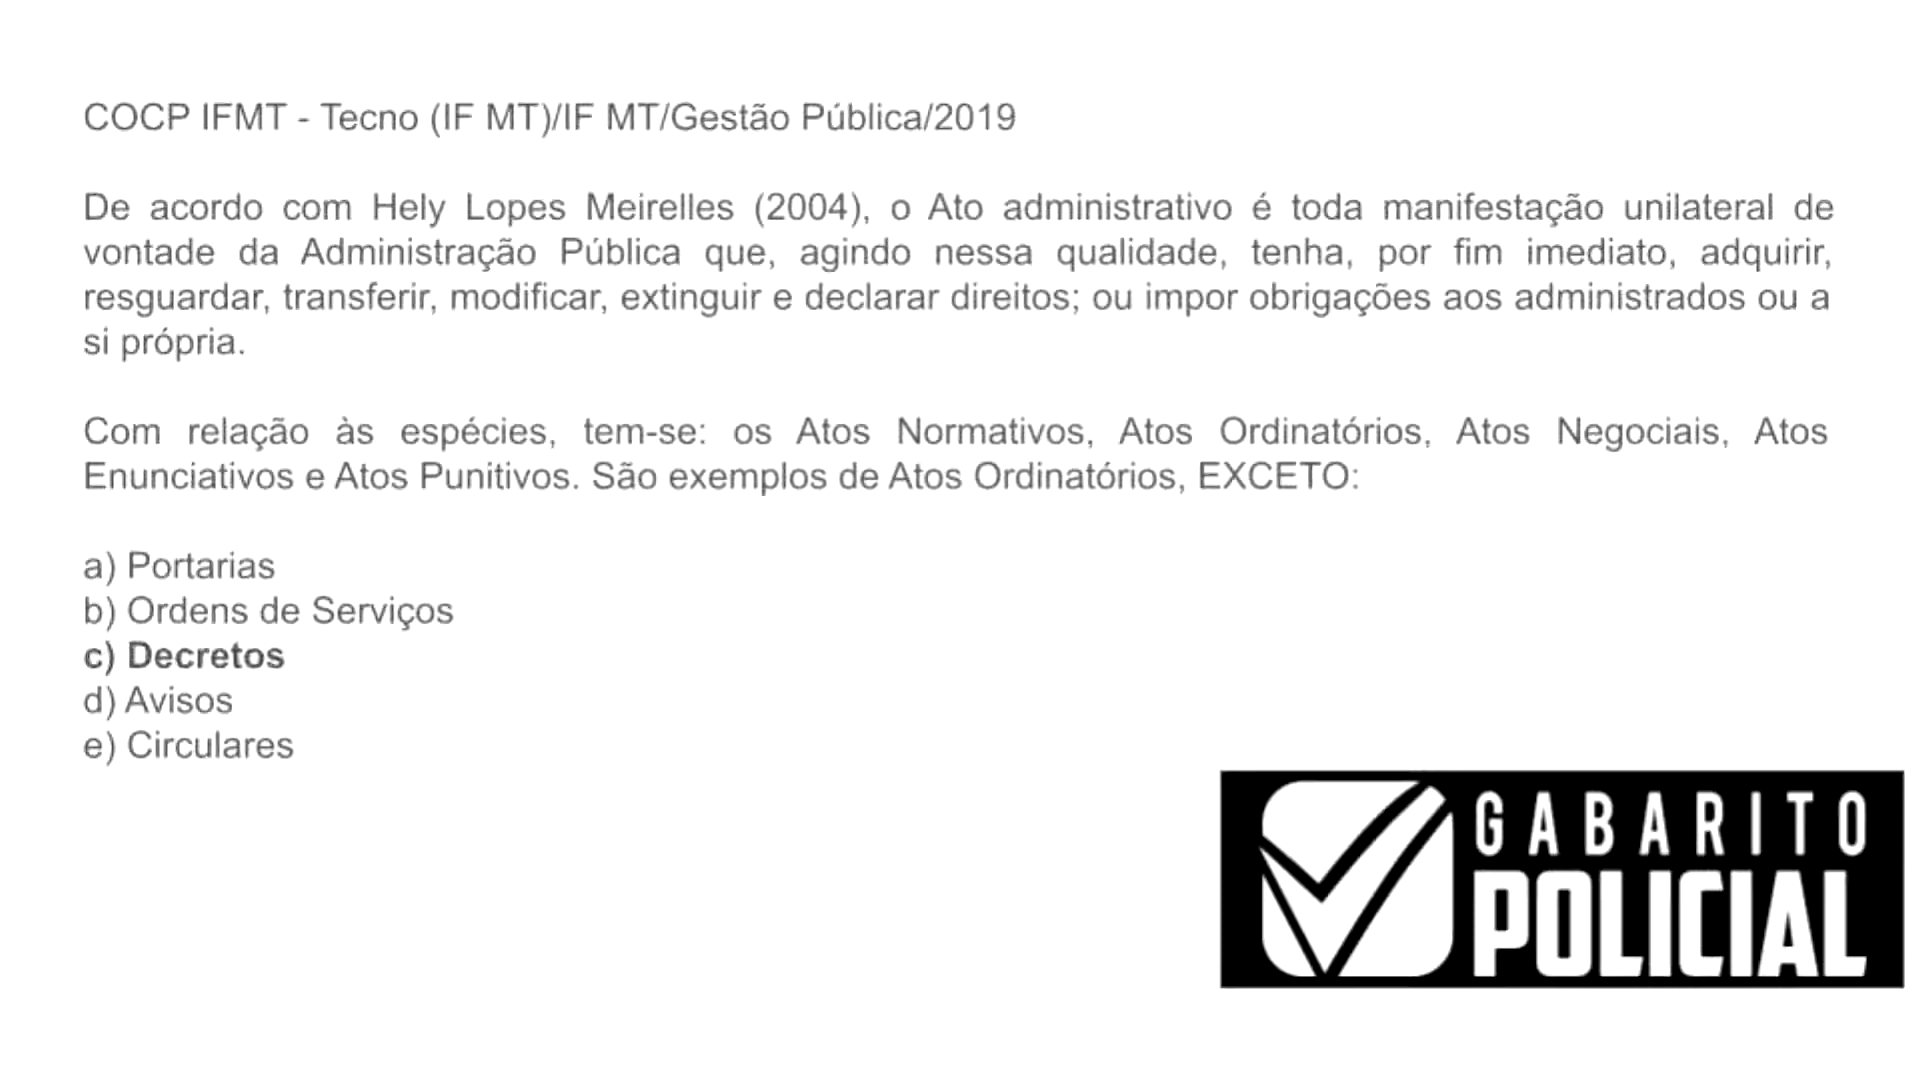 COCP IFMT - Tecno (IF MT)/IF MT/Gestão Pública/2019
De acordo com Hely Lopes Meirelles (2004), o Ato administrativo é toda manifestação unilateral de
vontade da Administração Pública que, agindo nessa qualidade, tenha, por fim imediato, adquirir,
resguardar, transferir, modificar, extinguir e declarar direitos; ou impor obrigações aos administrados ou a
si própria.
Com relação às espécies, tem-se: os Atos Normativos, Atos Ordinatórios, Atos Negociais, Atos
Enunciativos e Atos Punitivos. São exemplos de Atos Ordinatórios, EXCETO:
a) Portarias
b) Ordens de Serviços
c) Decretos
d) Avisos
e) Circulares
GABARITO
POLICIAL